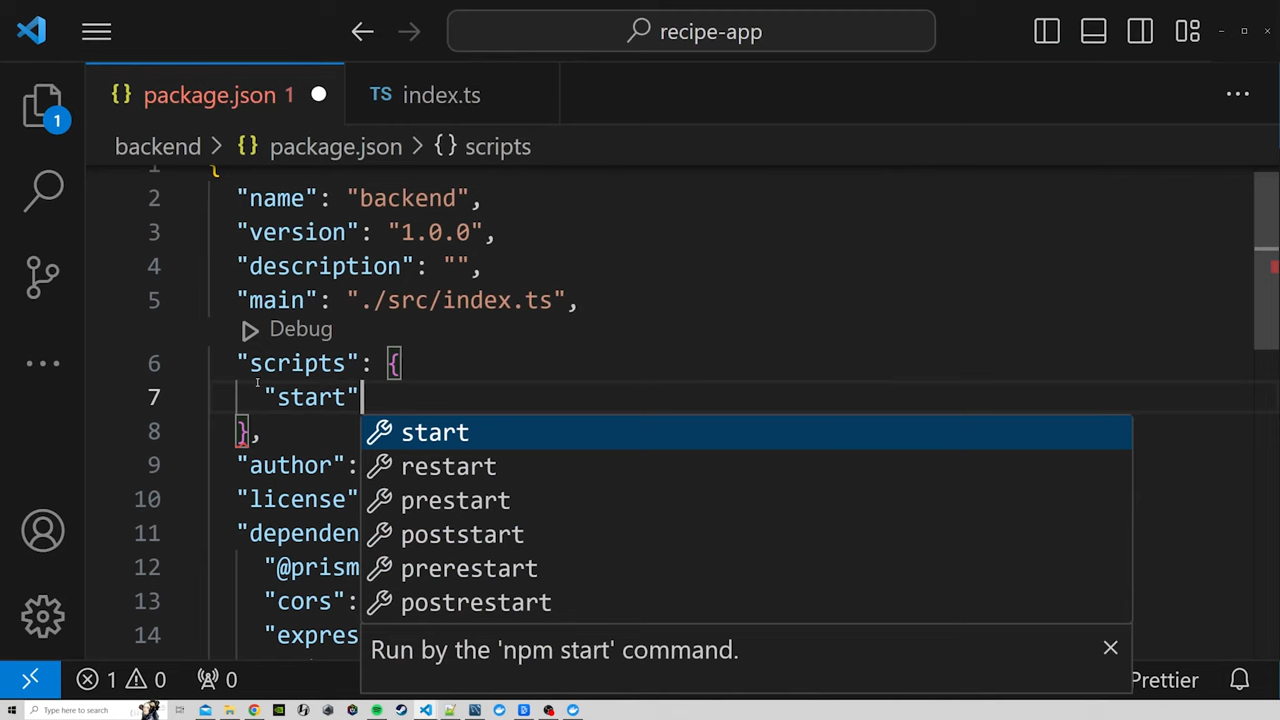 recipe-app
package.json 1
TS index.ts
1
backend > {} package.json > {} scripts
1 {
2 "name": "backend",
3 "version": "1.0.0",
4 "description": "",
5 "main": "./src/index.ts",
Debug
6 "scripts": {
7 "start"
8 },
9 "author":
10 "license"
11 "dependen
12 "@prism
13 "cors":
14 "expres
start
restart
prestart
poststart
prerestart
postrestart
Run by the 'npm start' command.
1 0 0
Prettier
Type here to search